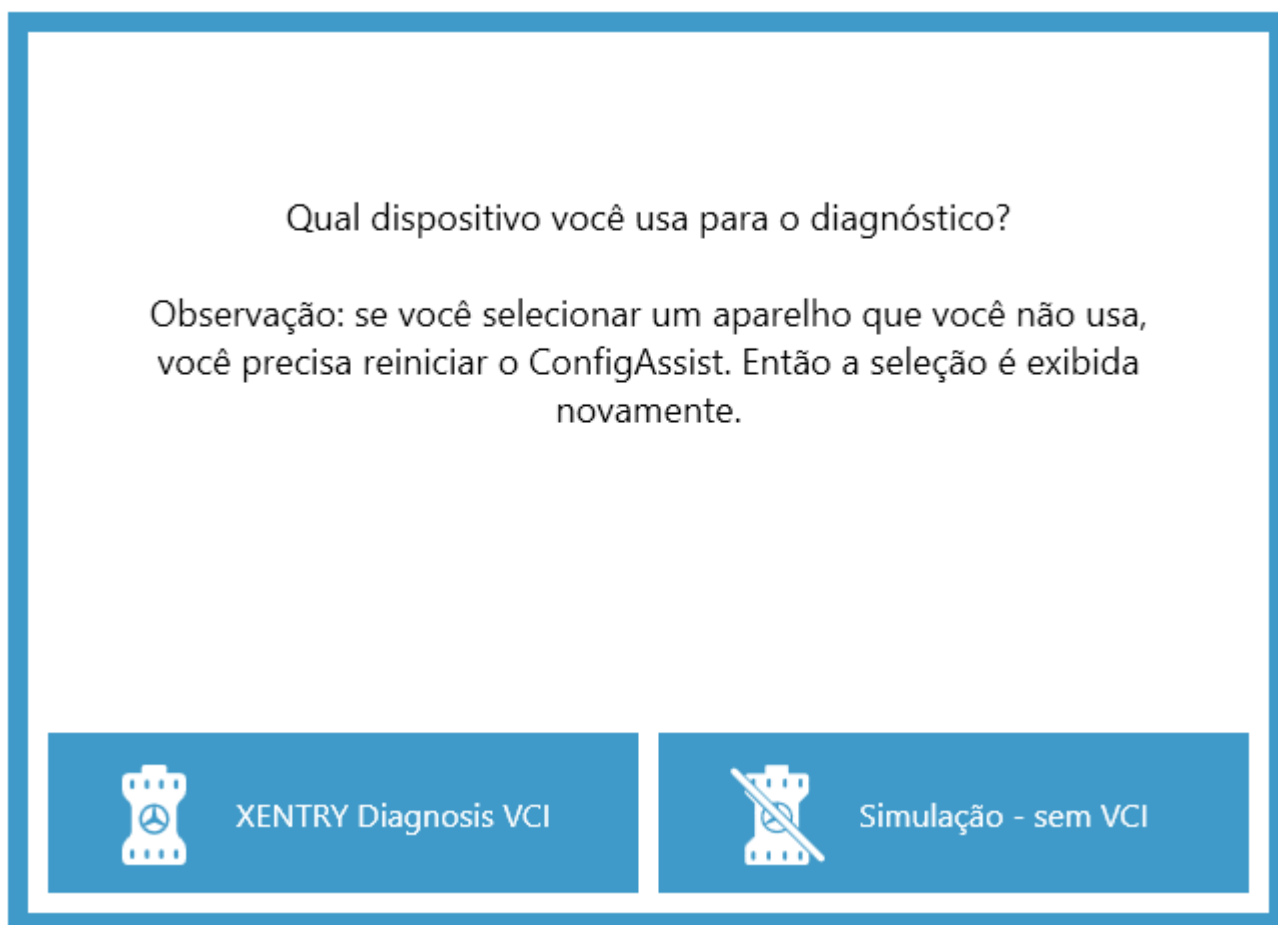 Qual dispositivo você usa para o diagnóstico?
Observação: se você selecionar um aparelho que você não usa,
você precisa reiniciar o ConfigAssist. Então a seleção é exibida
novamente.
XENTRY Diagnosis VCI
Simulação - sem VCI